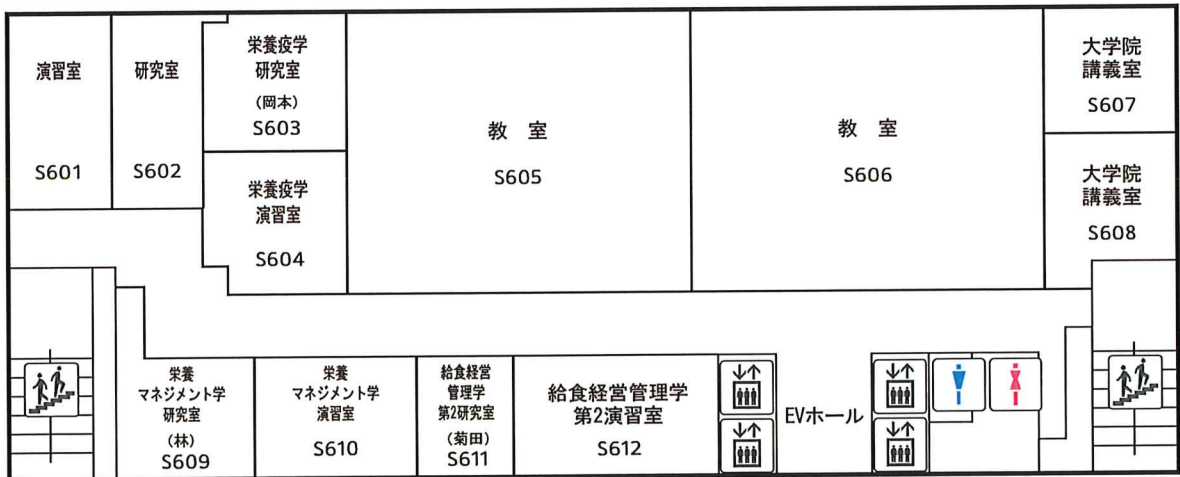 演習室
S601
研究室
S602
栄養疫学
研究室
(岡本)
S603
栄養疫学
演習室
S604
教 室
S605
教 室
S606
大学院
講義室
S607
大学院
講義室
S608
栄養
マネジメント学
研究室
(林)
S609
栄養
マネジメント学
演習室
S610
給食経営
管理学
第2研究室
(菊田)
S611
給食経営管理学
第2演習室
S612
EVホール